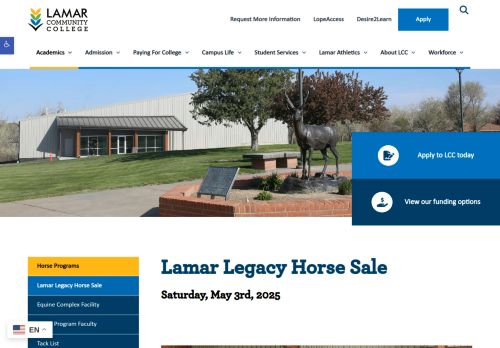 LAMAR
COMMUNITY
COLLEGE
Request More Information
LopeAccess
Desire2Learn
Apply
Academics
Admission
Paying For College
Campus Life
Student Services
Lamar Athletics
About LCC
Workforce
Apply to LCC today
View our funding options
Horse Programs
Lamar Legacy Horse Sale
Equine Complex Facility
Program Faculty
Tack List
EN
Lamar Legacy Horse Sale
Saturday, May 3rd, 2025